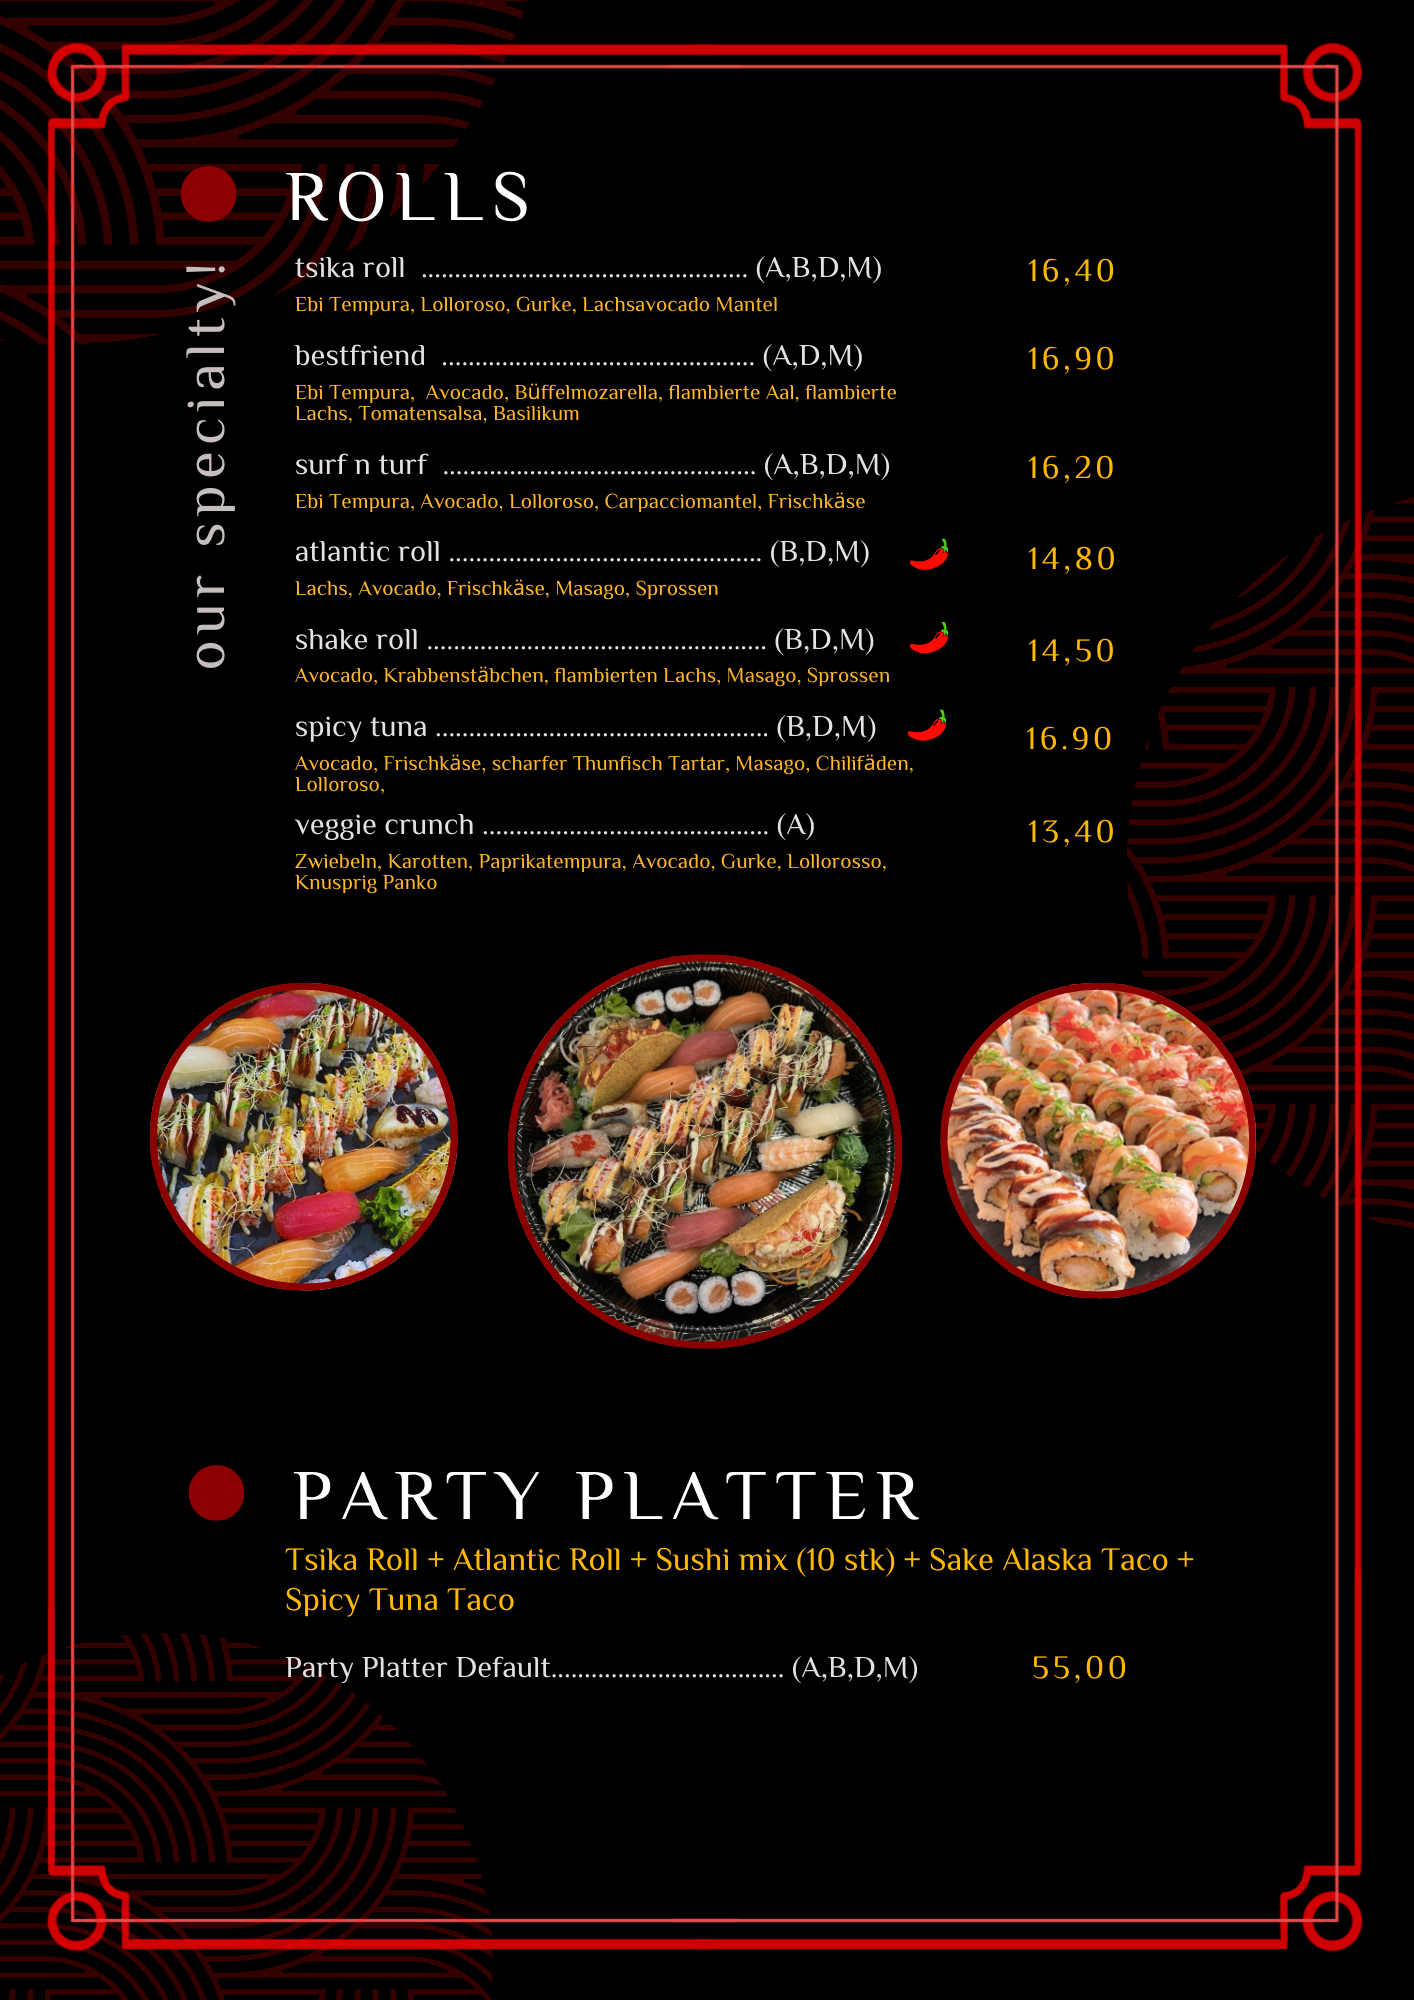 ROLLS
our specialty!
tsika roll ................................................. (A,B,D,M) 16,40
Ebi Tempura, Lolloroso, Gurke, Lachsavocado Mantel
bestfriend ............................................... (A,D,M) 16,90
Ebi Tempura, Avocado, Büffelmozarella, flambierte Aal, flambierte
Lachs, Tomatensalsa, Basilikum
surf n turf ............................................... (A,B,D,M) 16,20
Ebi Tempura, Avocado, Lolloroso, Carpacciomantel, Frischkäse
atlantic roll ............................................... (B,D,M) 14,80
Lachs, Avocado, Frischkäse, Masago, Sprossen
shake roll ................................................... (B,D,M) 14,50
Avocado, Krabbenstäbchen, flambierten Lachs, Masago, Sprossen
spicy tuna .................................................. (B,D,M) 16.90
Avocado, Frischkäse, scharfer Thunfisch Tartar, Masago, Chilifäden,
Lolloroso,
veggie crunch ........................................... (A) 13,40
Zwiebeln, Karotten, Paprikatempura, Avocado, Gurke, Lollorosso,
Knusprig Panko
PARTY PLATTER
Tsika Roll + Atlantic Roll + Sushi mix (10 stk) + Sake Alaska Taco +
Spicy Tuna Taco
Party Platter Default................................... (A,B,D,M) 55,00